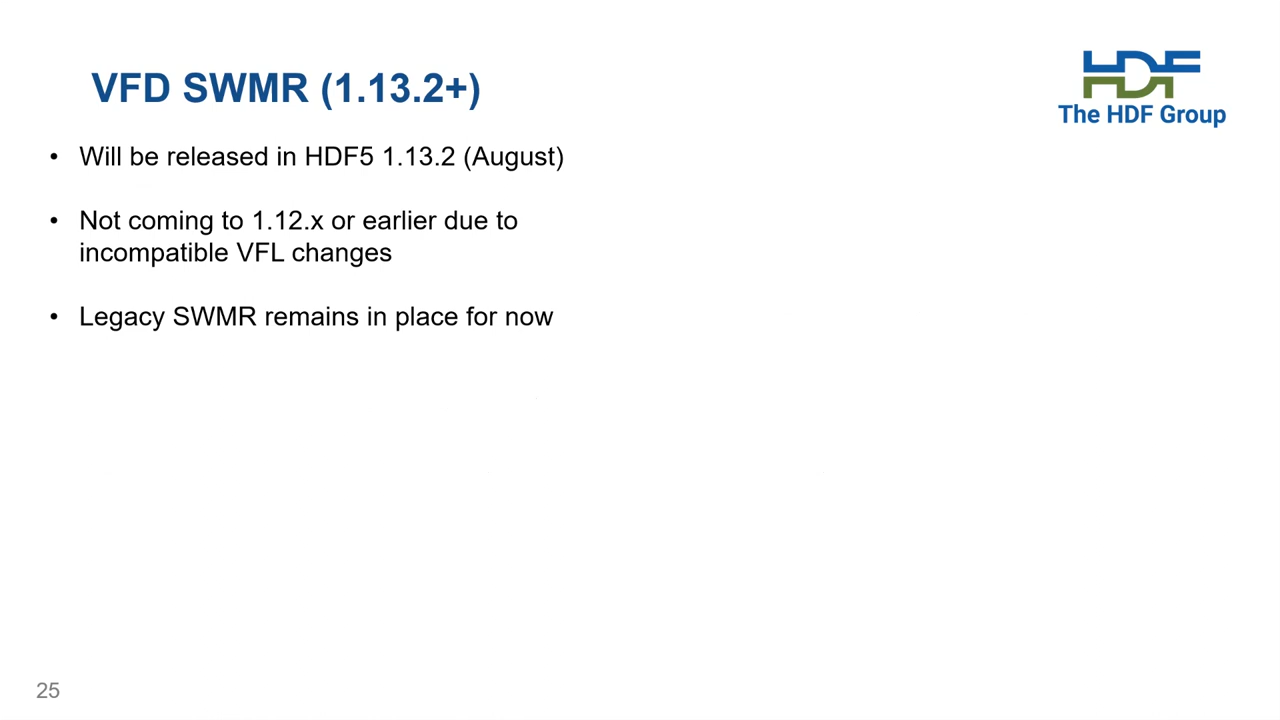 VFD SWMR (1.13.2+)
HDF
The HDF Group
• Will be released in HDF5 1.13.2 (August)
• Not coming to 1.12.x or earlier due to
incompatible VFL changes
• Legacy SWMR remains in place for now
25